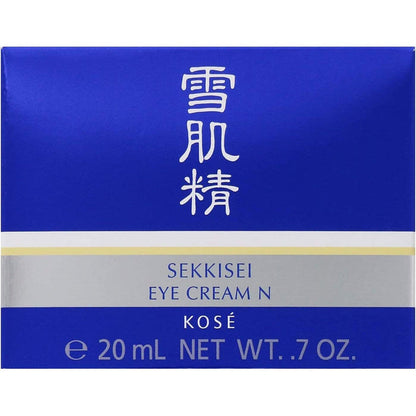 雪
肌
精
SEKKISEI
EYE CREAM N
KOSÉ
℮ 20 mL NET WT. .7 OZ.